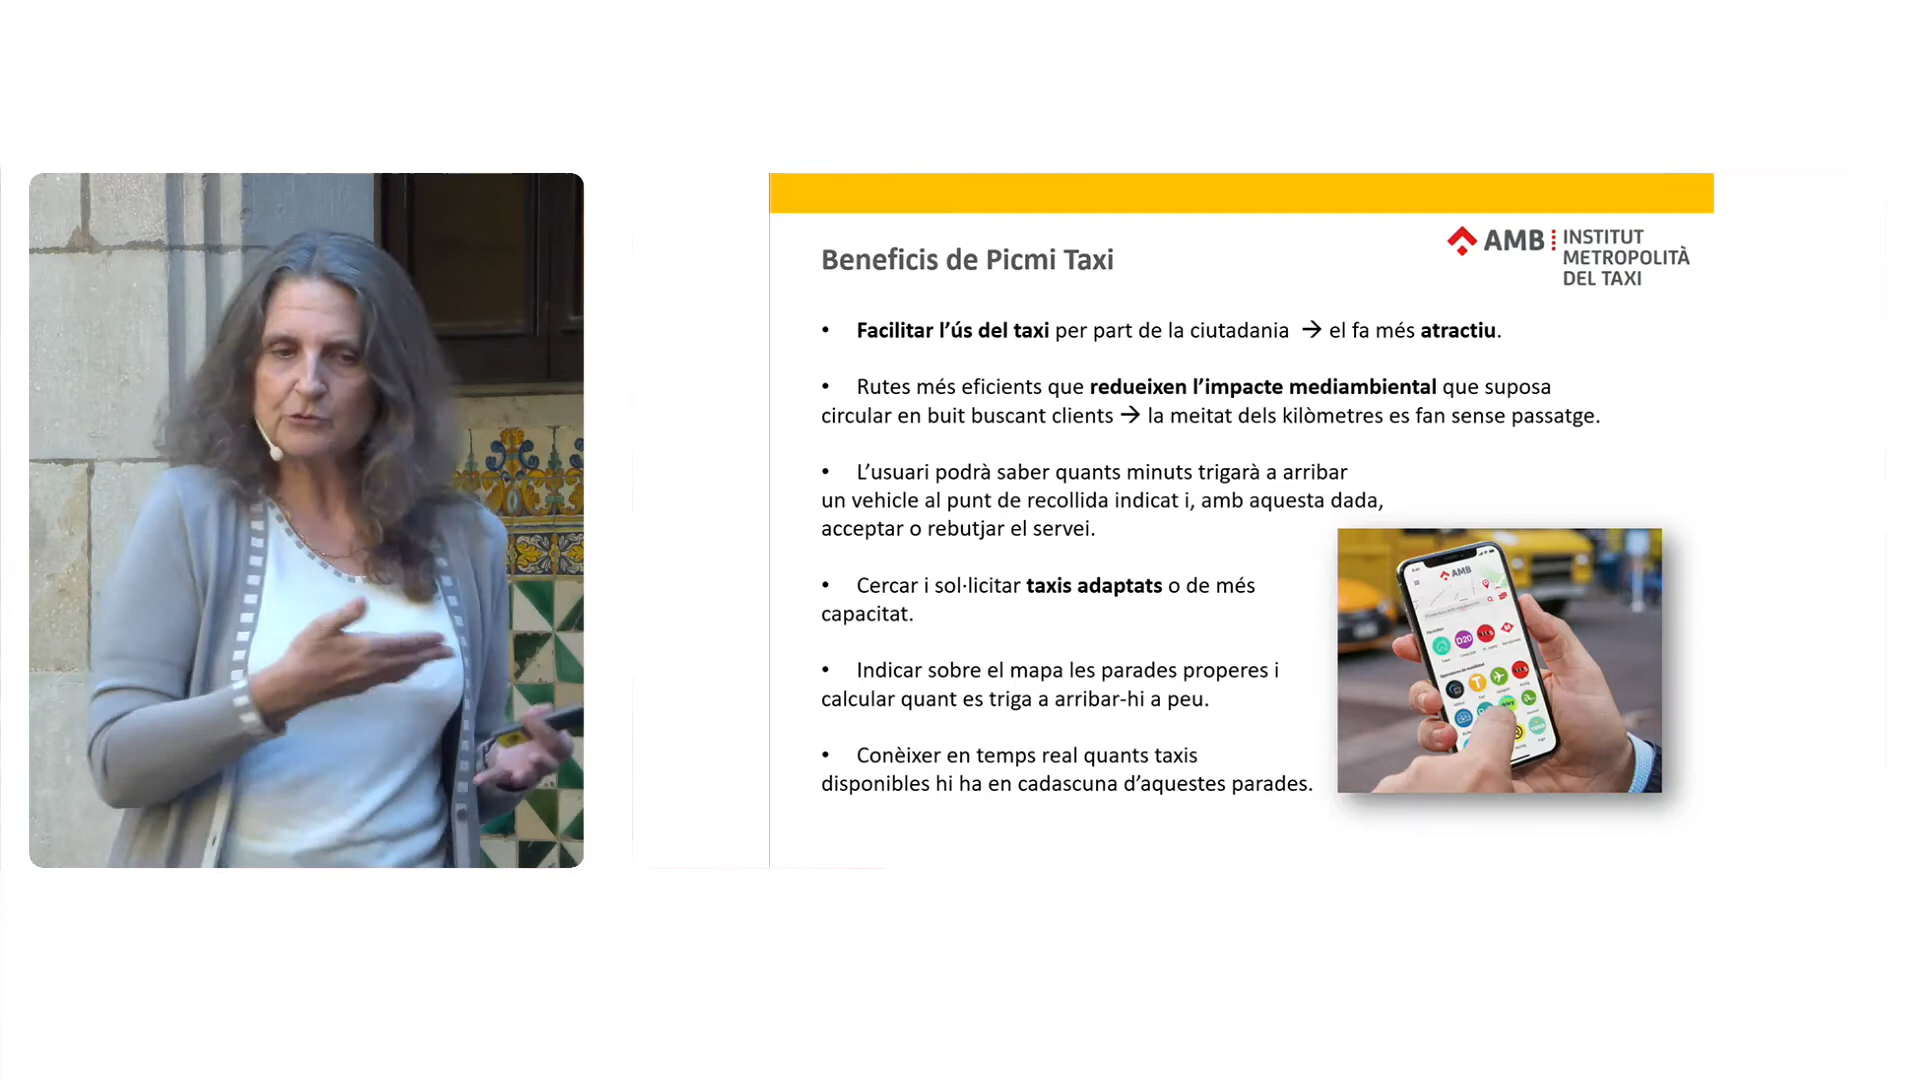 Beneficis de Picmi Taxi
AMB
INSTITUT
METROPOLITÀ
DEL TAXI
• Facilitar l’ús del taxi per part de la ciutadania → el fa més atractiu.
• Rutes més eficients que redueixen l’impacte mediambiental que suposa
circular en buit buscant clients → la meitat dels kilòmetres es fan sense passatge.
• L’usuari podrà saber quants minuts trigarà a arribar
un vehicle al punt de recollida indicat i, amb aquesta dada,
acceptar o rebutjar el servei.
• Cercar i sol·licitar taxis adaptats o de més
capacitat.
• Indicar sobre el mapa les parades properes i
calcular quant es triga a arribar-hi a peu.
• Conèixer en temps real quants taxis
disponibles hi ha en cadascuna d’aquestes parades.
AMB
D20
T